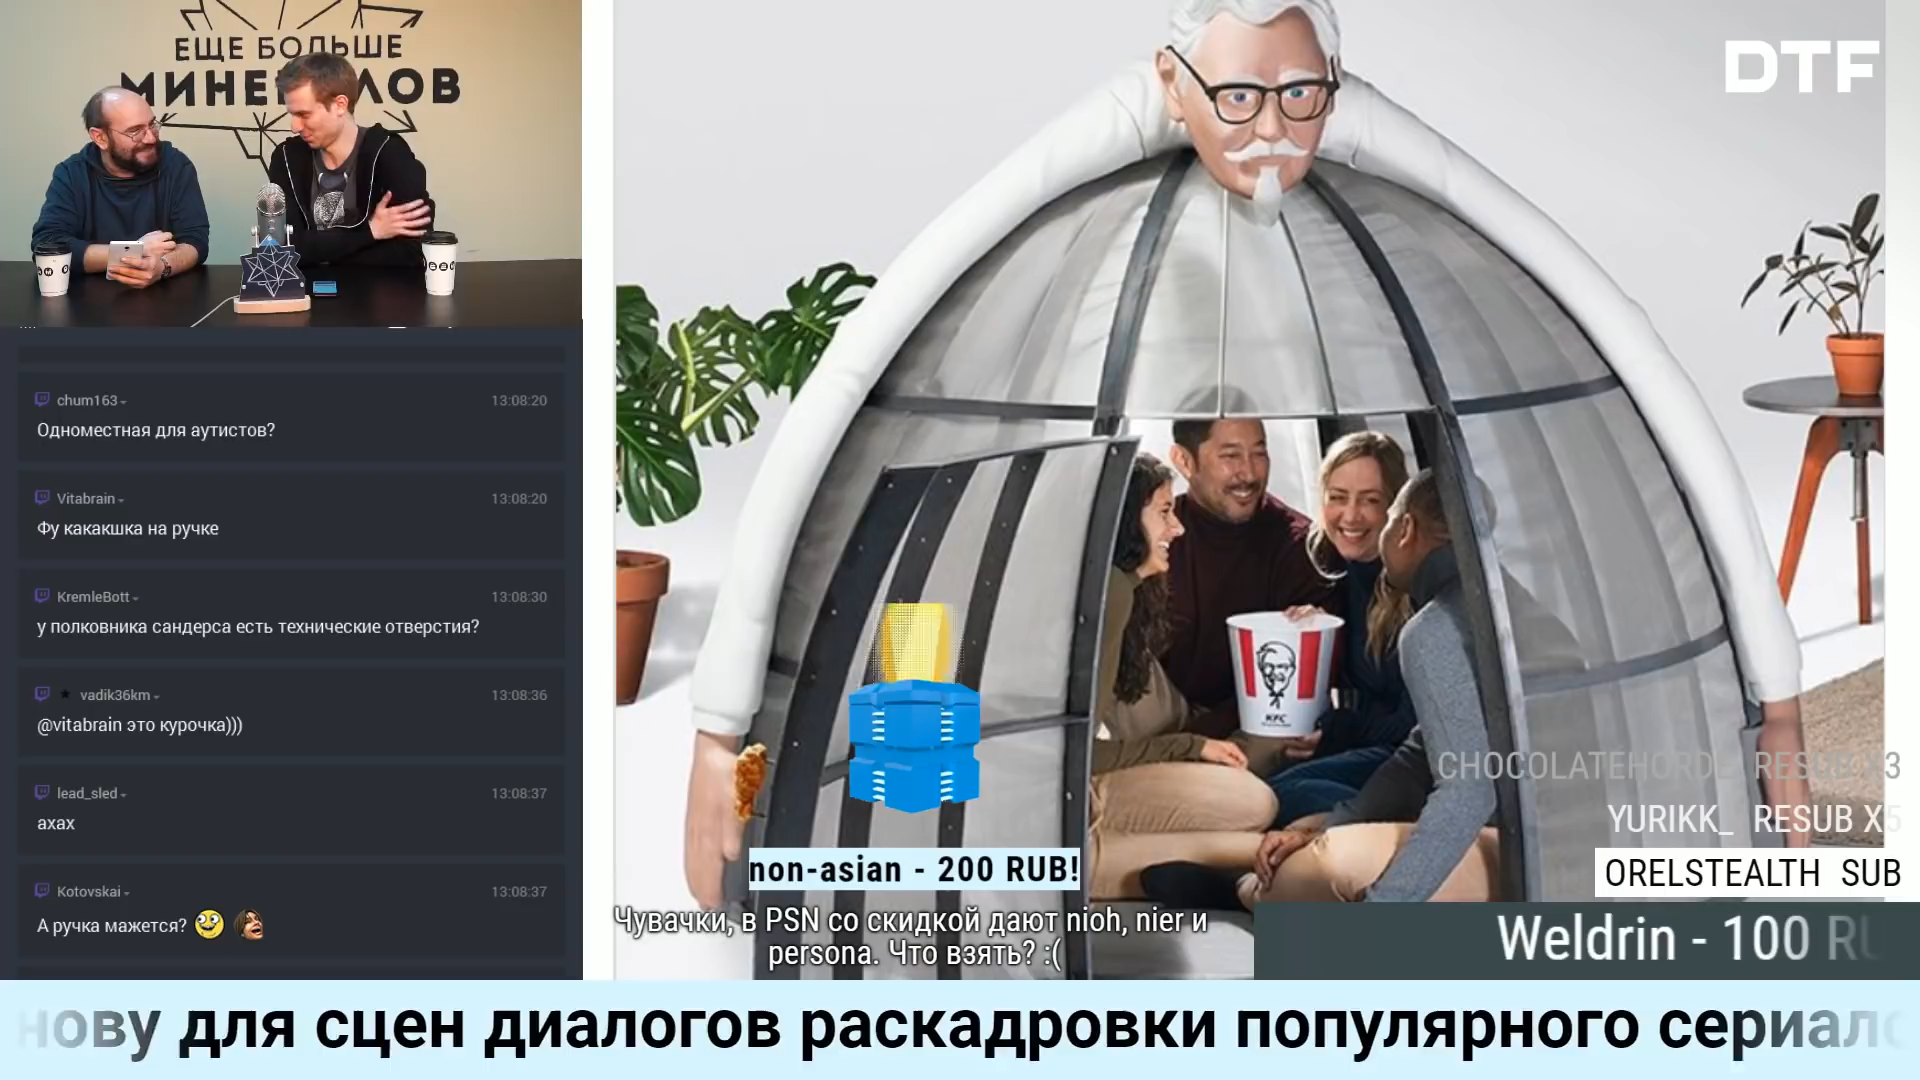 ЕЩЕ БОЛЬШЕ
DTF
chum163
13:08:20
Одноместная для аутистов?
Vitabrain
13:08:20
Фу какакшка на ручке
KremleBott
13:08:30
у полковника сандерса есть технические отверстия?
vadik36km
13:08:36
@vitabrain это курочка)))
lead_sled
13:08:37
ахах
Kotovskai
13:08:37
А ручка мажется?
KFC
CHOCOLATEHORDE RESUB X3
YURIKK_ RESUB X5
ORELSTEALTH SUB
non-asian - 200 RUB!
Чувачки, в PSN со скидкой дают nioh, nier и
persona. Что взять? :(
Weldrin - 100
для сцен диалогов раскадровки популярного